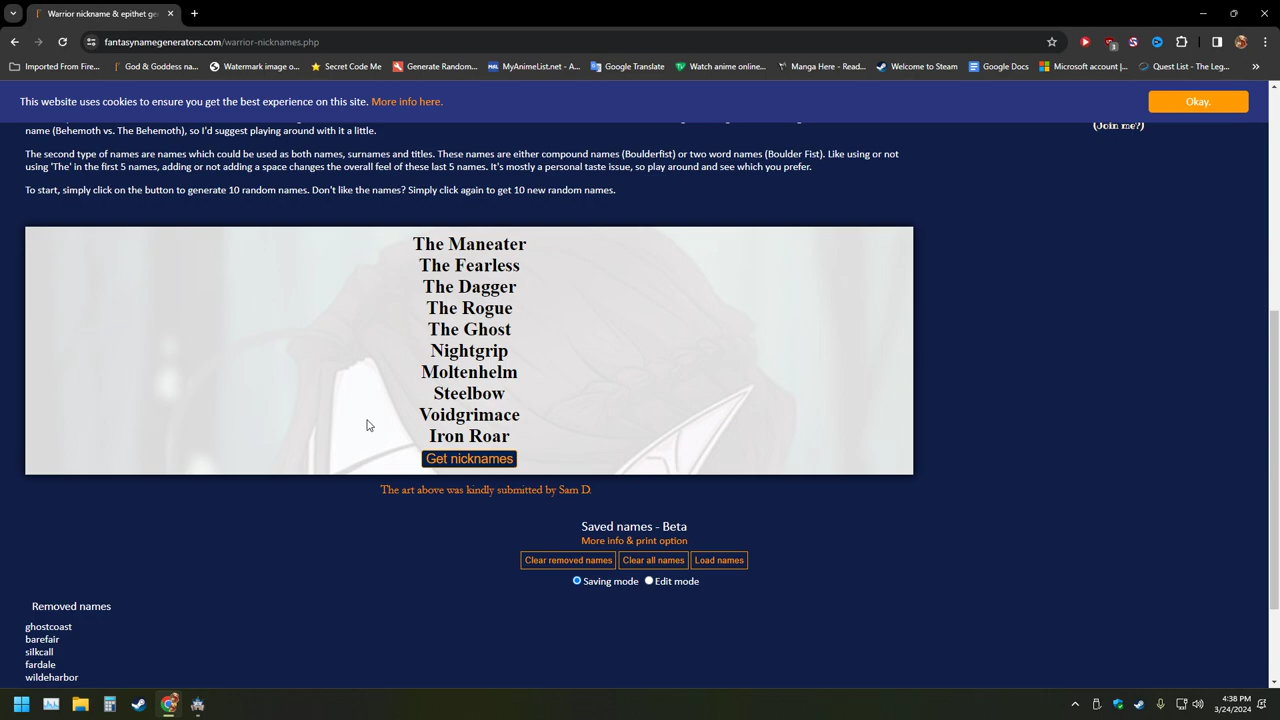 Warrior nickname & epithet ge
fantasynamegenerators.com/warrior-nicknames.php
3
Imported From Fire...
God & Goddess na...
Watermark image o...
Secret Code Me
Generate Random...
MAL
MyAnimeList.net - A...
Google Translate
Watch anime online...
Manga Here - Read...
Welcome to Steam
Google Docs
Microsoft account |...
Quest List - The Leg...
This website uses cookies to ensure you get the best experience on this site. More info here.
Okay.
(Join me?)
name (Behemoth vs. The Behemoth), so I'd suggest playing around with it a little.
The second type of names are names which could be used as both names, surnames and titles. These names are either compound names (Boulderfist) or two word names (Boulder Fist). Like using or not
using 'The' in the first 5 names, adding or not adding a space changes the overall feel of these last 5 names. It's mostly a personal taste issue, so play around and see which you prefer.
To start, simply click on the button to generate 10 random names. Don't like the names? Simply click again to get 10 new random names.
The Maneater
The Fearless
The Dagger
The Rogue
The Ghost
Nightgrip
Moltenhelm
Steelbow
Voidgrimace
Iron Roar
Get nicknames
The art above was kindly submitted by Sam D.
Saved names - Beta
More info & print option
Clear removed names
Clear all names
Load names
Saving mode
Edit mode
Removed names
ghostcoast
barefair
silkcall
fardale
wildeharbor
4:38 PM
3/24/2024